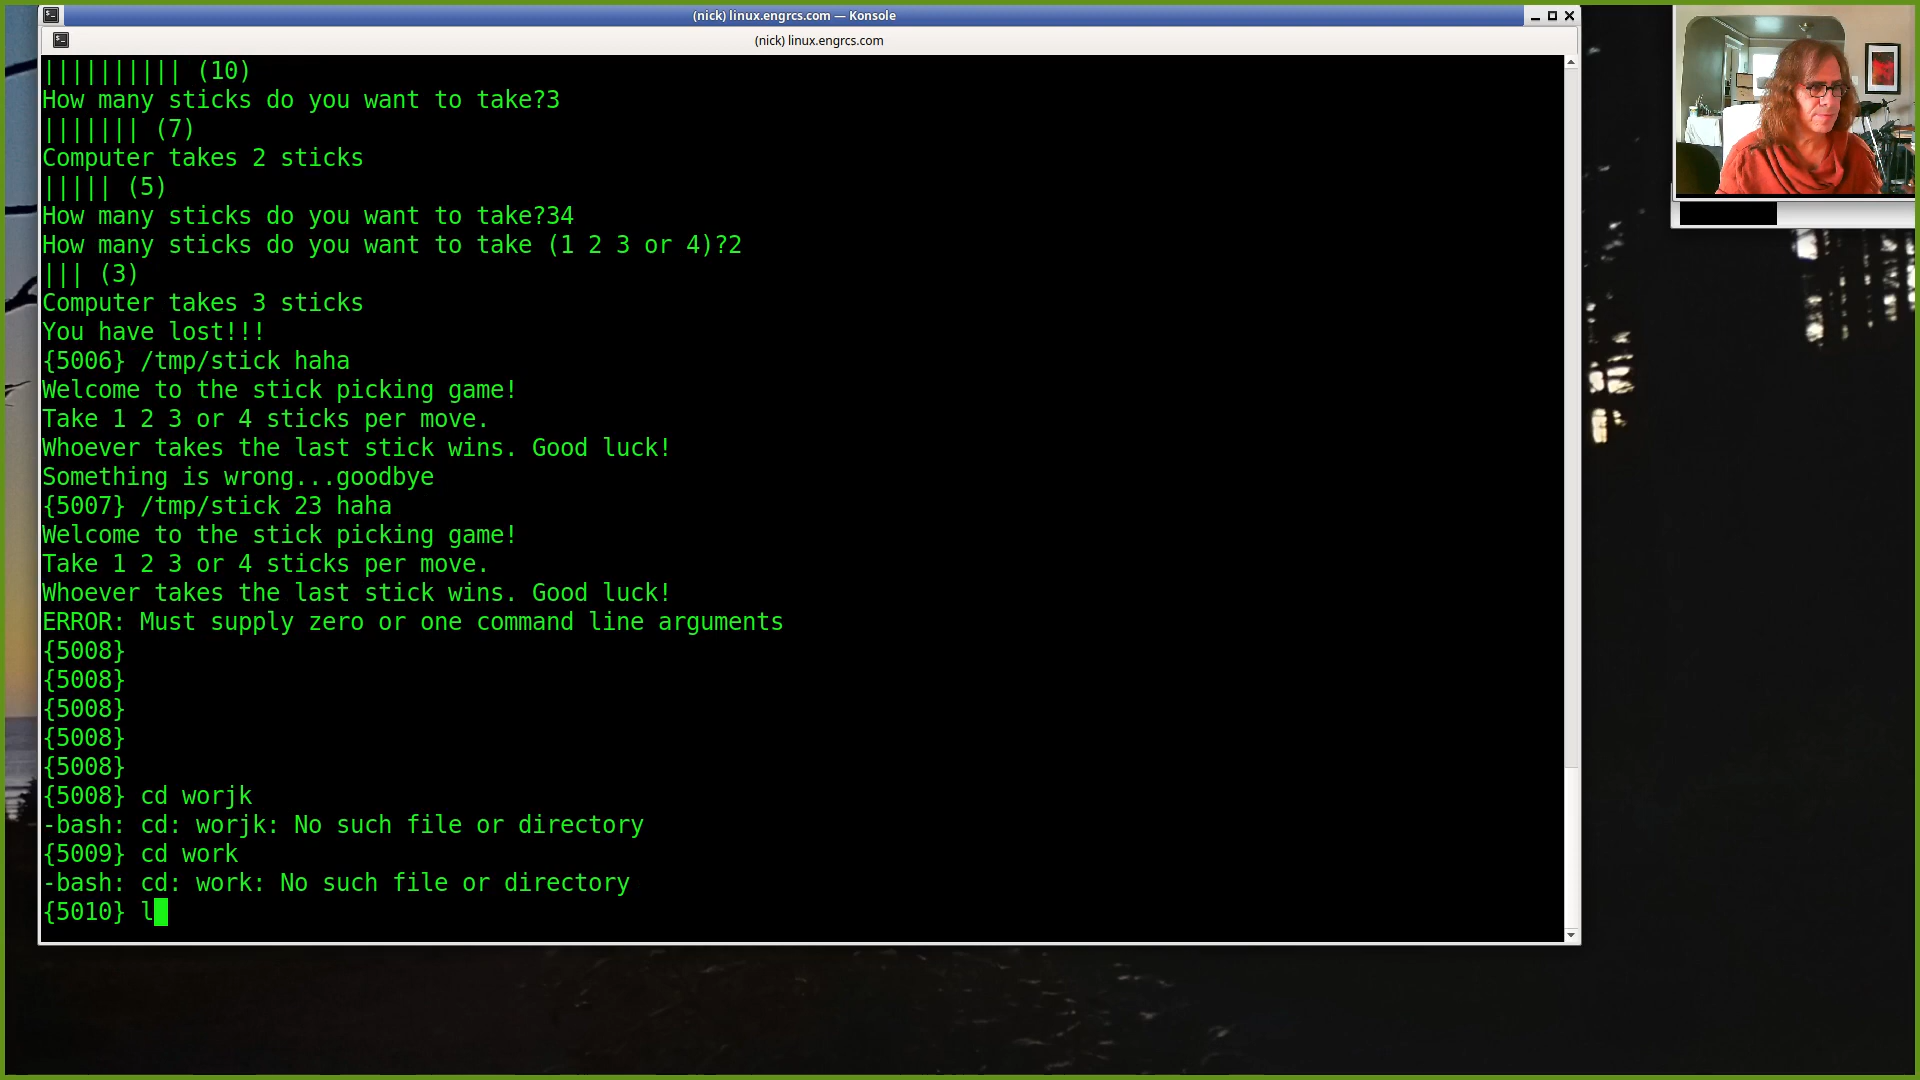 (nick) linux.engrcs.com — Konsole
(nick) linux.engrcs.com
|||||||||| (10)
How many sticks do you want to take?3
||||||| (7)
Computer takes 2 sticks
||||| (5)
How many sticks do you want to take?34
How many sticks do you want to take (1 2 3 or 4)?2
||| (3)
Computer takes 3 sticks
You have lost!!!
{5006} /tmp/stick haha
Welcome to the stick picking game!
Take 1 2 3 or 4 sticks per move.
Whoever takes the last stick wins. Good luck!
Something is wrong...goodbye
{5007} /tmp/stick 23 haha
Welcome to the stick picking game!
Take 1 2 3 or 4 sticks per move.
Whoever takes the last stick wins. Good luck!
ERROR: Must supply zero or one command line arguments
{5008}
{5008}
{5008}
{5008}
{5008}
{5008} cd worjk
-bash: cd: worjk: No such file or directory
{5009} cd work
-bash: cd: work: No such file or directory
{5010} l